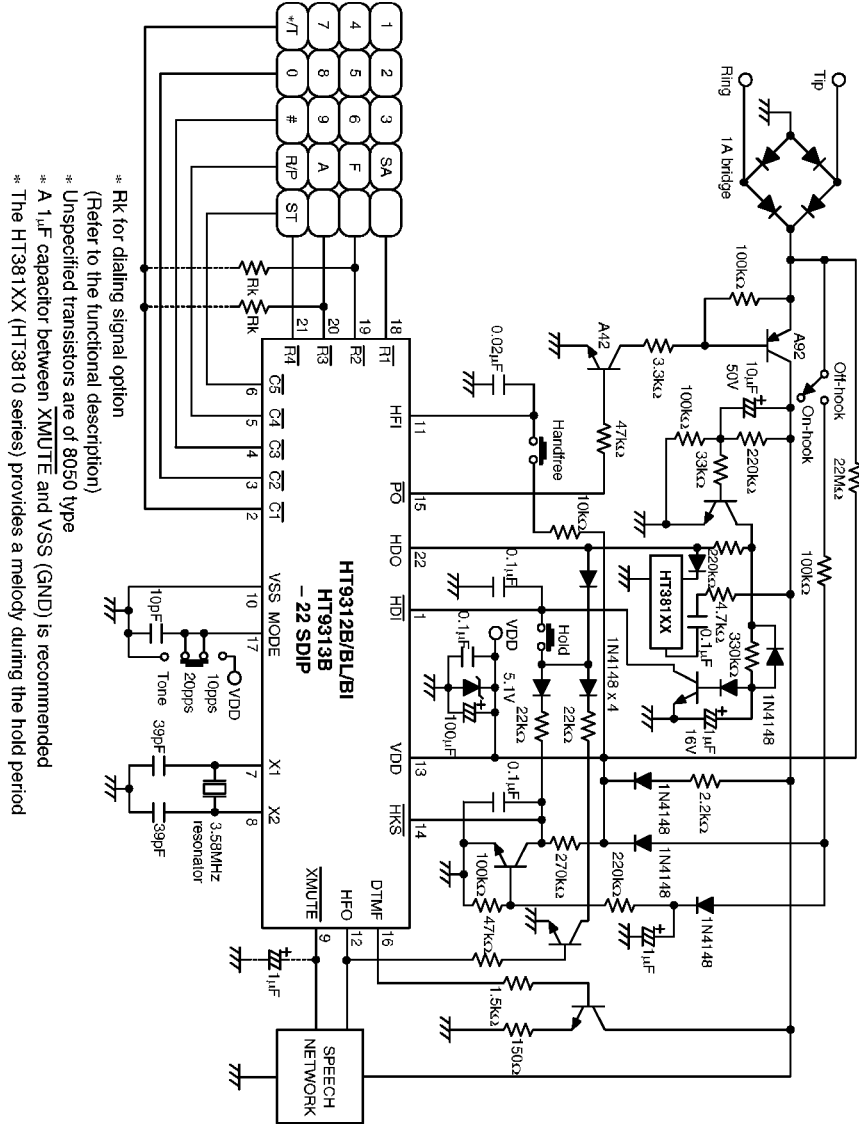 Tip
Ring
1A bridge
1
2
3
SA
4
5
6
F
7
8
9
A
*/T
0
#
R/P
ST
Rk
Rk
100kΩ
A92
3.3kΩ
A42
47kΩ
0.02µF
Handfree
10kΩ
Off-hook
On-hook
10µF
50V
+
100kΩ
33kΩ
220kΩ
22MΩ
100kΩ
220kΩ
HT381XX
4.7kΩ
0.1µF
330kΩ
1N4148
1µF
16V
+
0.1µF
Hold
1N4148 x 4
VDD
0.1µF
5.1V
100µF
+
22kΩ
22kΩ
0.1µF
1N4148
2.2kΩ
1N4148
270kΩ
100kΩ
220kΩ
1N4148
1µF
+
47kΩ
1.5kΩ
150Ω
18
19
20
21
R1
R2
R3
R4
11
HFI
15
PO
22
HDO
1
HDI
13
VDD
14
HKS
16
DTMF
12
HFO
9
XMUTE
6
5
4
3
2
C5
C4
C3
C2
C1
10
VSS
17
MODE
7
X1
8
X2
HT9312B/BL/BI
HT9313B
– 22 SDIP
10pF
VDD
10pps
20pps
Tone
39pF
39pF
3.58MHz
resonator
1µF
+
SPEECH
NETWORK
* Rk for dialing signal option
(Refer to the functional description)
* Unspecified transistors are of 8050 type
* A 1µF capacitor between XMUTE and VSS (GND) is recommended
* The HT381XX (HT3810 series) provides a melody during the hold period